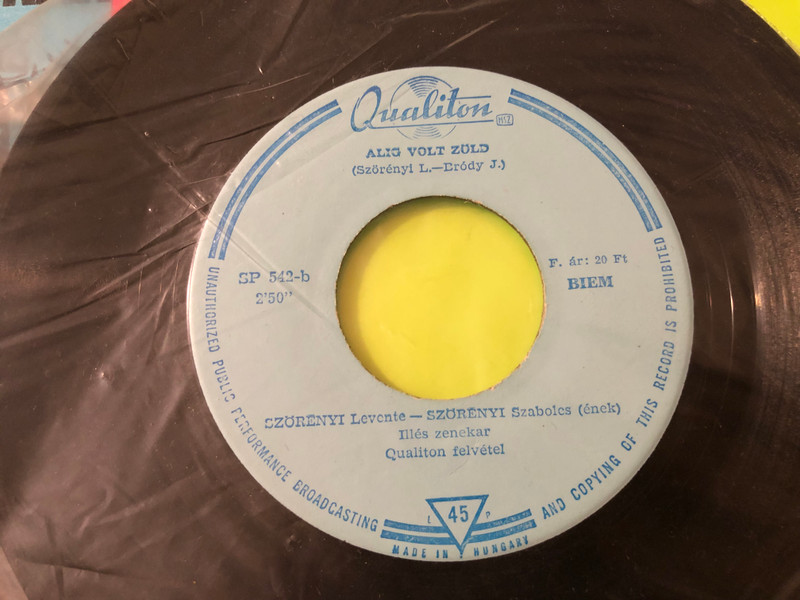 Qualiton
MSZ
ALIG VOLT ZÖLD
(Szörényi L.—Bródy J.)
SP 542-b
2'50"
F. ár: 20 Ft
BIEM
SZÖRÉNYI Levente — SZÖRÉNYI Szabolcs (ének)
Illés zenekar
Qualiton felvétel
UNAUTHORIZED PUBLIC PERFORMANCE BROADCASTING AND COPYING OF THIS RECORD IS PROHIBITED
L 45 P
MADE IN HUNGARY